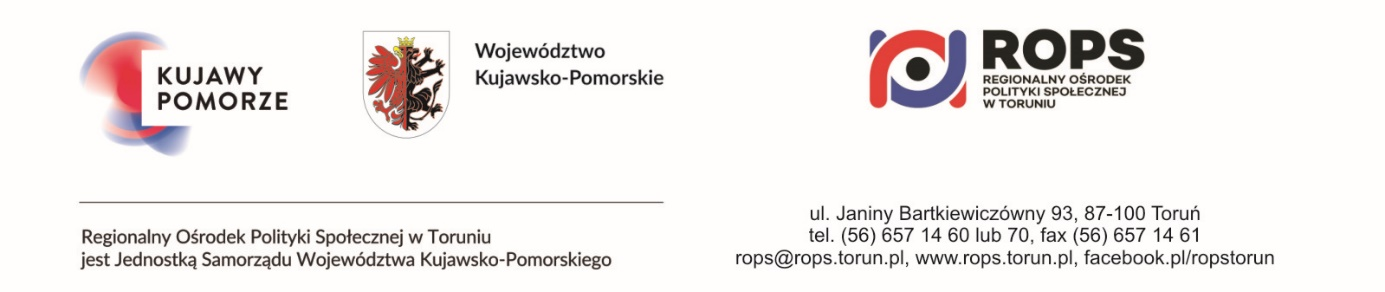 KUJAWY
POMORZE
Województwo
Kujawsko-Pomorskie
ROPS
REGIONALNY OŚRODEK
POLITYKI SPOŁECZNEJ
W TORUNIU
Regionalny Ośrodek Polityki Społecznej w Toruniu
jest Jednostką Samorządu Województwa Kujawsko-Pomorskiego
ul. Janiny Bartkiewiczówny 93, 87-100 Toruń
tel. (56) 657 14 60 lub 70, fax (56) 657 14 61
rops@rops.torun.pl, www.rops.torun.pl, facebook.pl/ropstorun